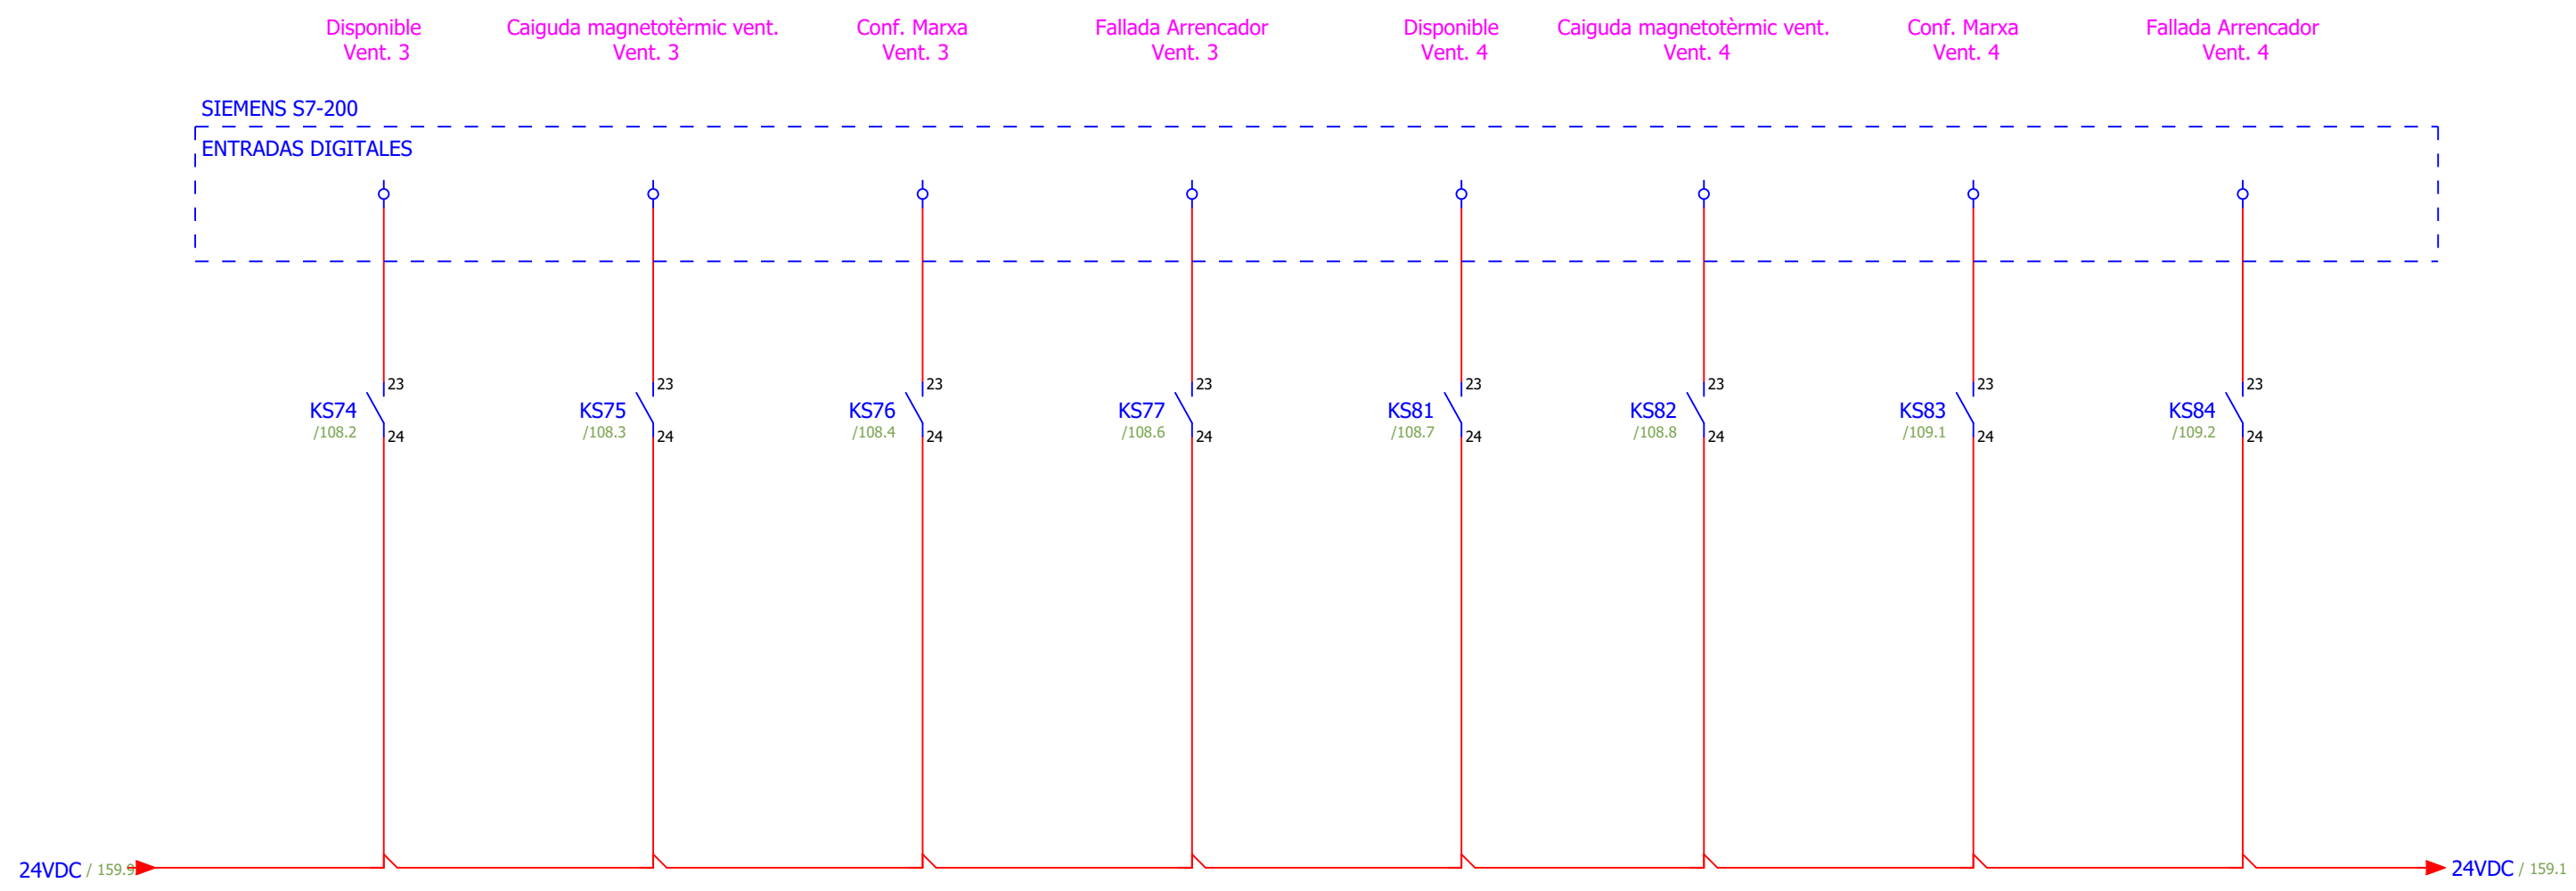 Disponible
Vent. 3
Caiguda magnetotèrmic vent.
Vent. 3
Conf. Marxa
Vent. 3
Fallada Arrencador
Vent. 3
Disponible
Vent. 4
Caiguda magnetotèrmic vent.
Vent. 4
Conf. Marxa
Vent. 4
Fallada Arrencador
Vent. 4
SIEMENS S7-200
ENTRADAS DIGITALES
23
KS74
/108.2
24
23
KS75
/108.3
24
23
KS76
/108.4
24
23
KS77
/108.6
24
23
KS81
/108.7
24
23
KS82
/108.8
24
23
KS83
/109.1
24
23
KS84
/109.2
24
24VDC / 159.9
24VDC / 159.1